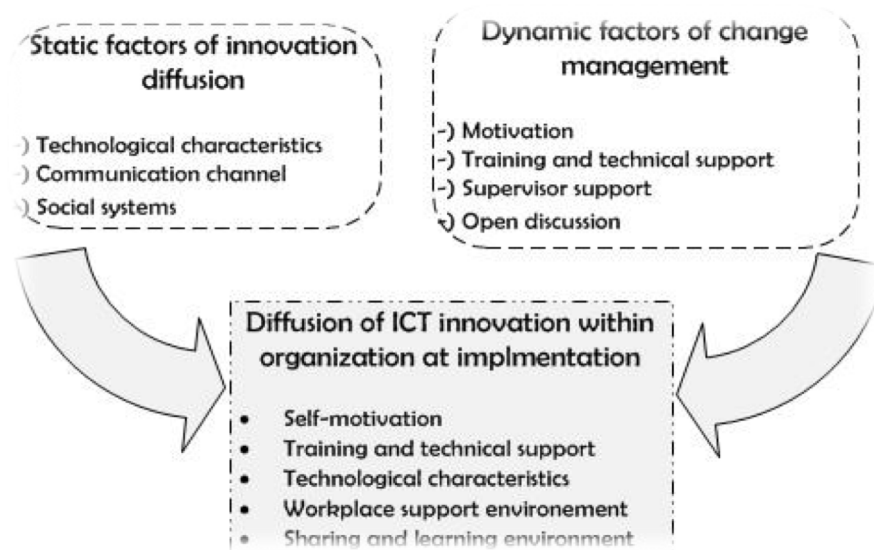 Static factors of innovation
diffusion
-) Technological characteristics
-) Communication channel
-) Social systems
Dynamic factors of change
management
-) Motivation
-) Training and technical support
-) Supervisor support
-) Open discussion
Diffusion of ICT innovation within
organization at implmentation
• Self-motivation
• Training and technical support
• Technological characteristics
• Workplace support environement
• Sharing and learning environment